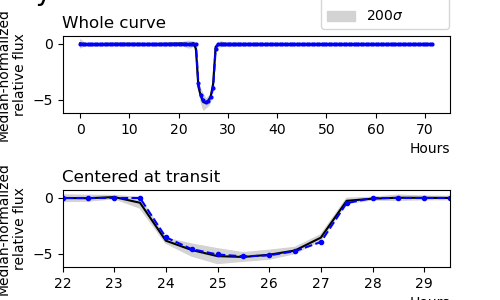 200σ
Whole curve
Median-normalized
relative flux
0
−5
0 10 20 30 40 50 60 70
Hours
Centered at transit
Median-normalized
relative flux
0
−5
22 23 24 25 26 27 28 29